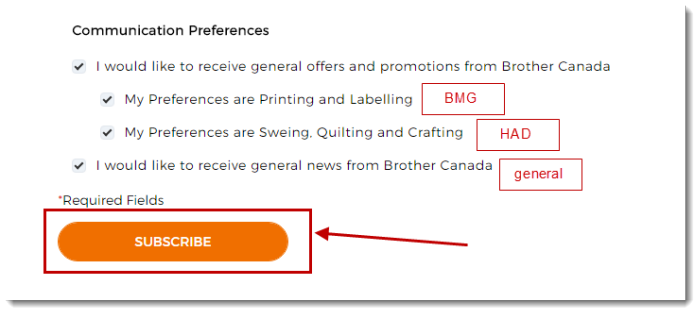 Communication Preferences
I would like to receive general offers and promotions from Brother Canada
My Preferences are Printing and Labelling BMG
My Preferences are Sweing, Quilting and Crafting HAD
I would like to receive general news from Brother Canada general
*Required Fields
SUBSCRIBE